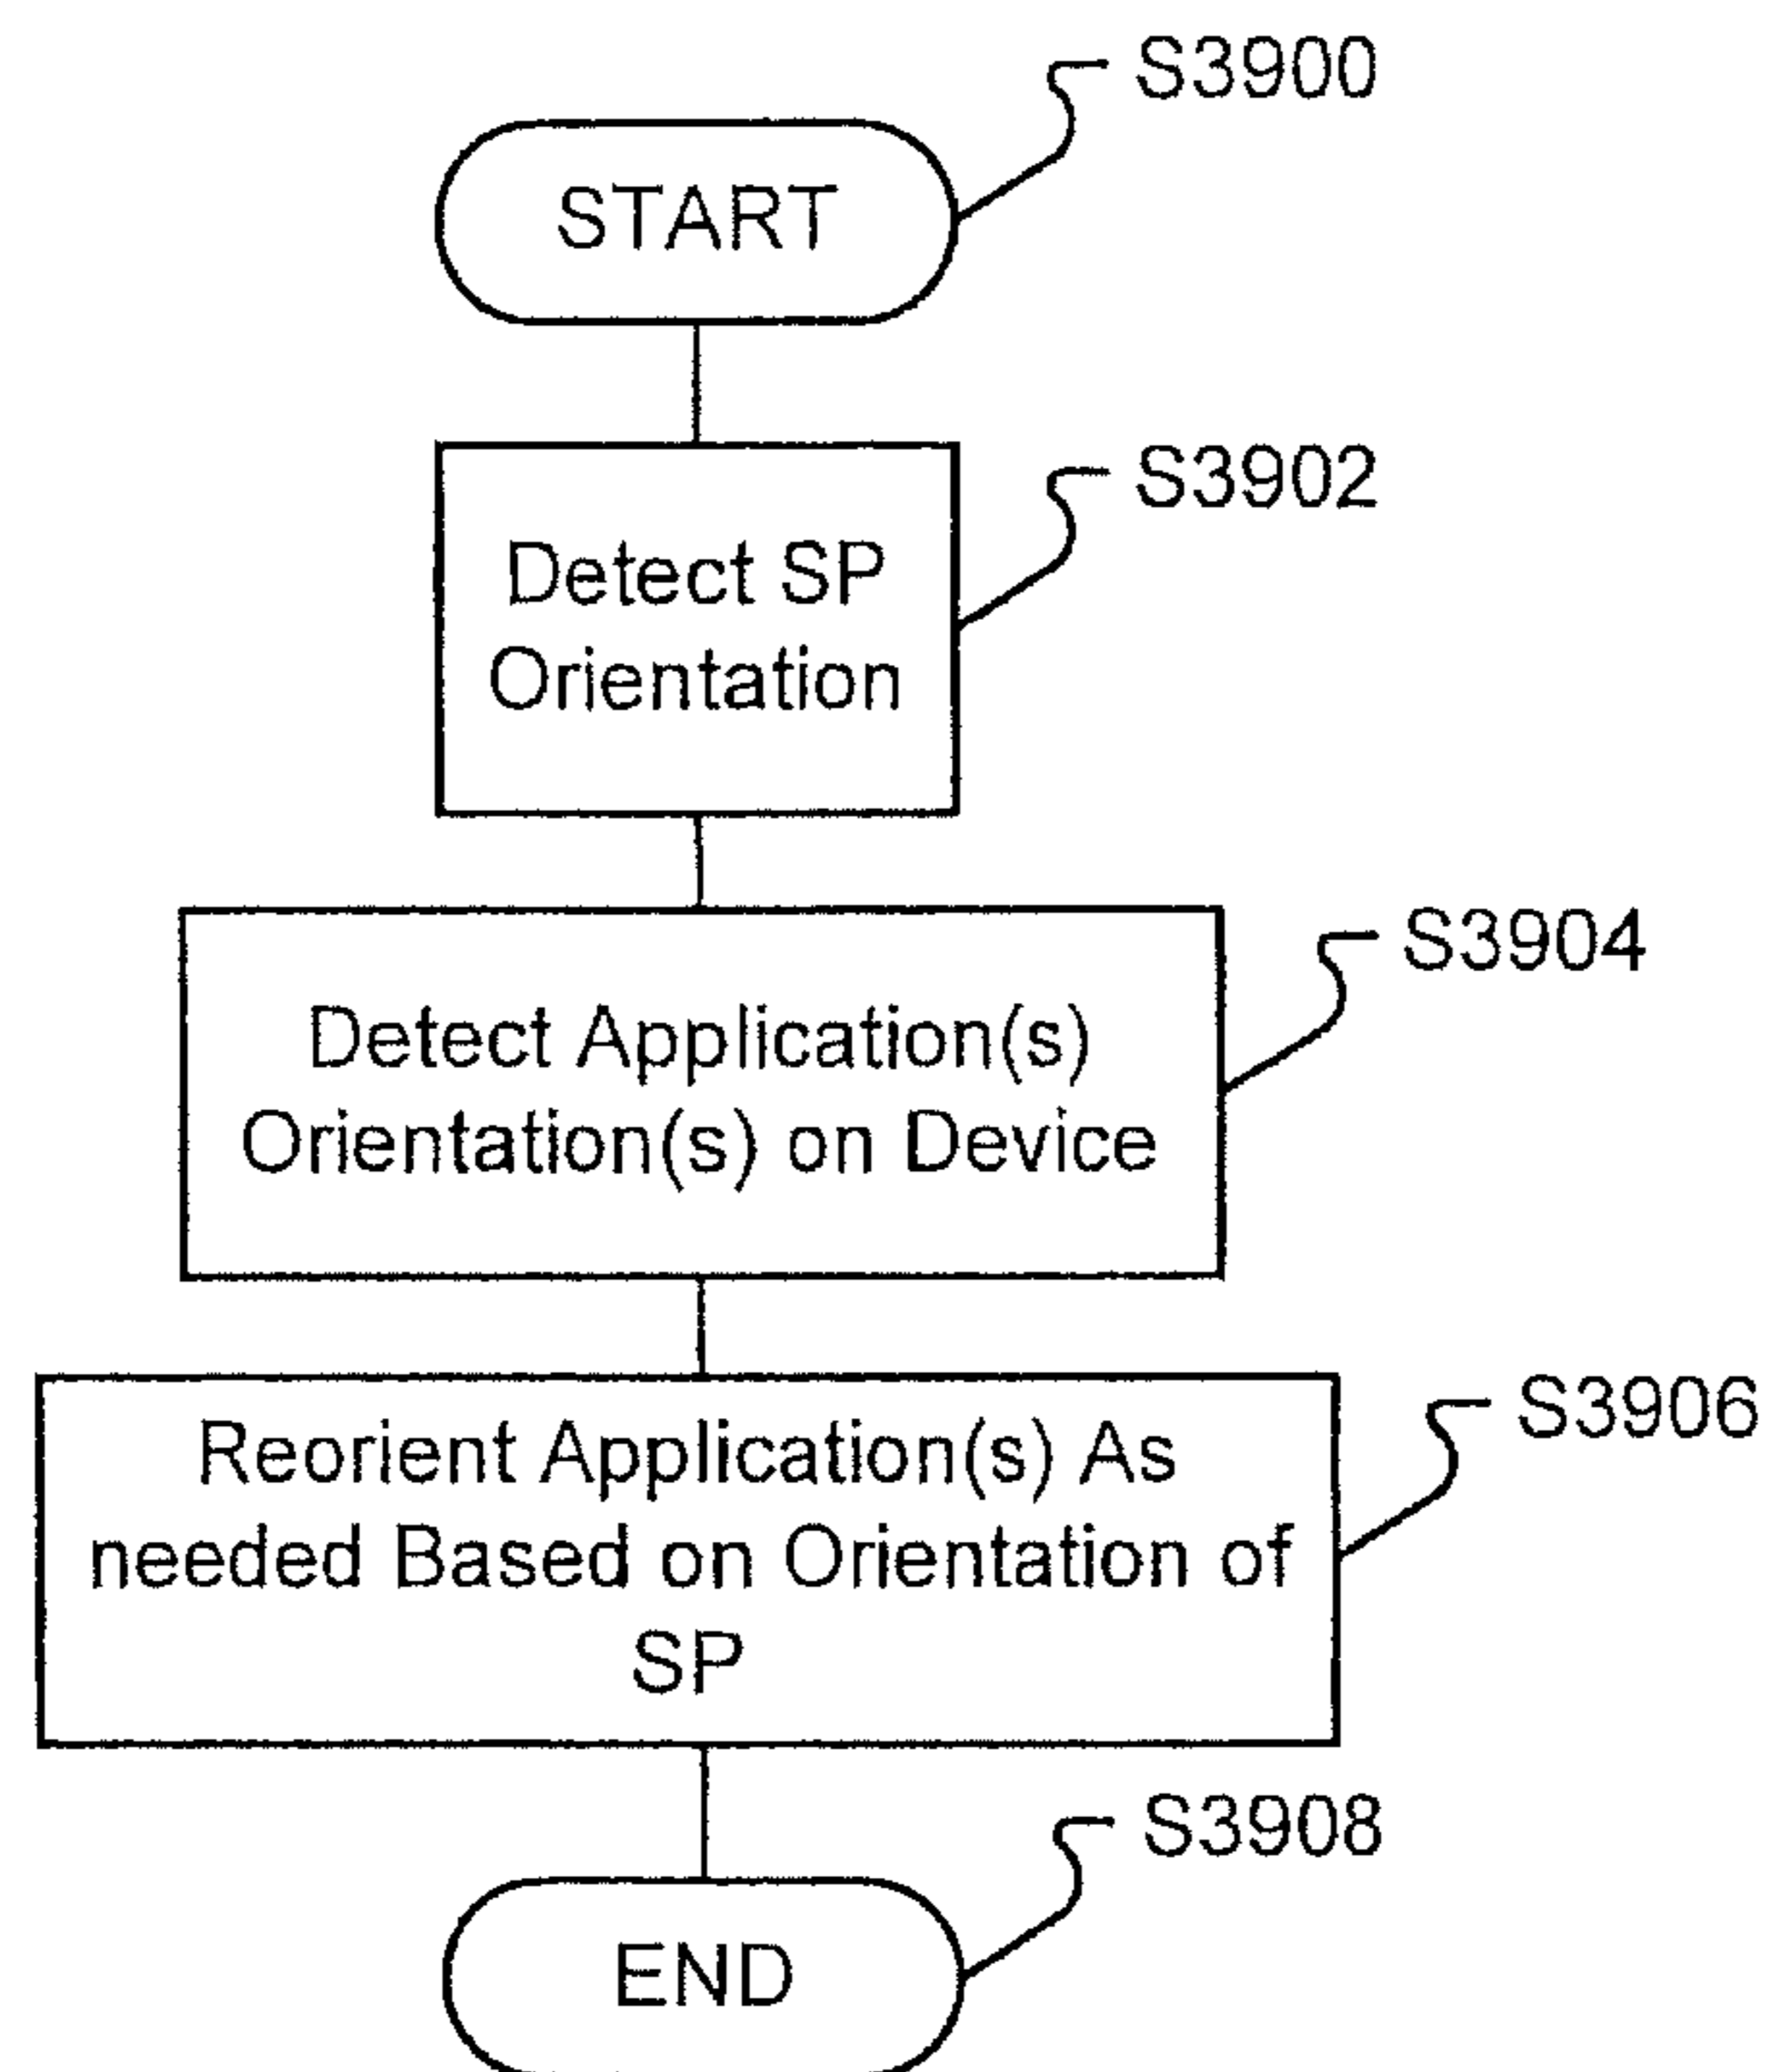 S3900
START
S3902
Detect SP
Orientation
S3904
Detect Application(s)
Orientation(s) on Device
S3906
Reorient Application(s) As
needed Based on Orientation of
SP
S3908
END